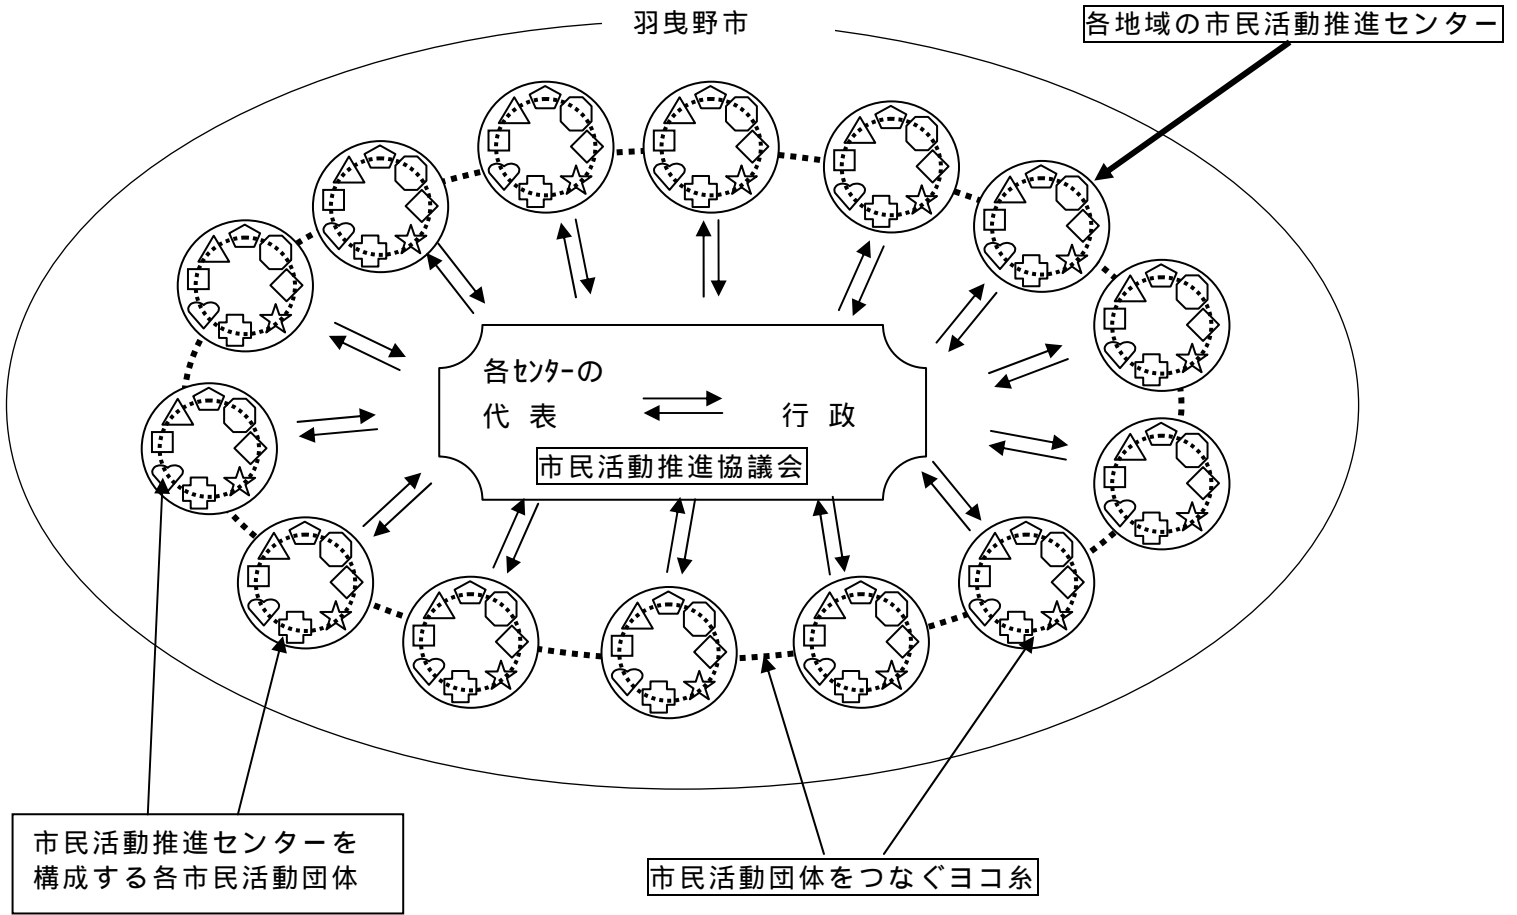 羽曳野市
各地域の市民活動推進センター
各ｾﾝﾀｰの
代 表
行 政
市民活動推進協議会
市民活動推進センターを
構成する各市民活動団体
市民活動団体をつなぐヨコ糸